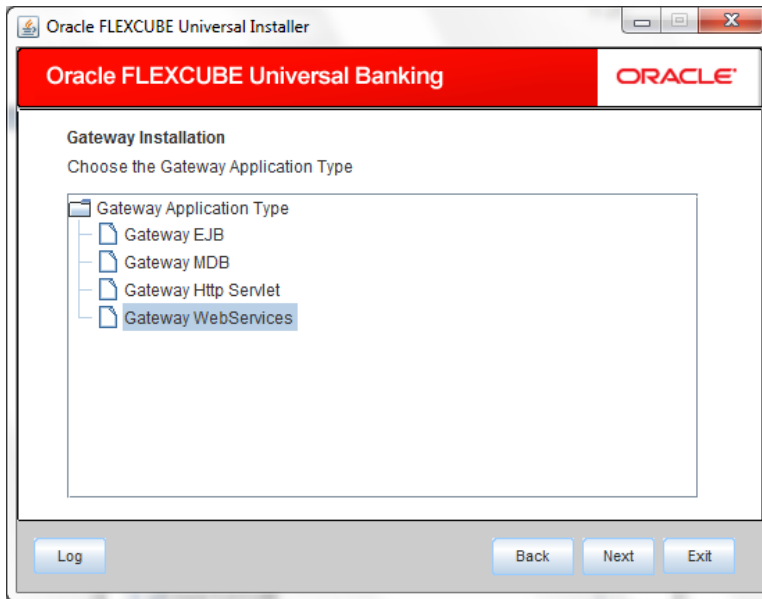 Oracle FLEXCUBE Universal Installer
Oracle FLEXCUBE Universal Banking
ORACLE
Gateway Installation
Choose the Gateway Application Type
Gateway Application Type
Gateway EJB
Gateway MDB
Gateway Http Servlet
Gateway WebServices
Log Back Next Exit